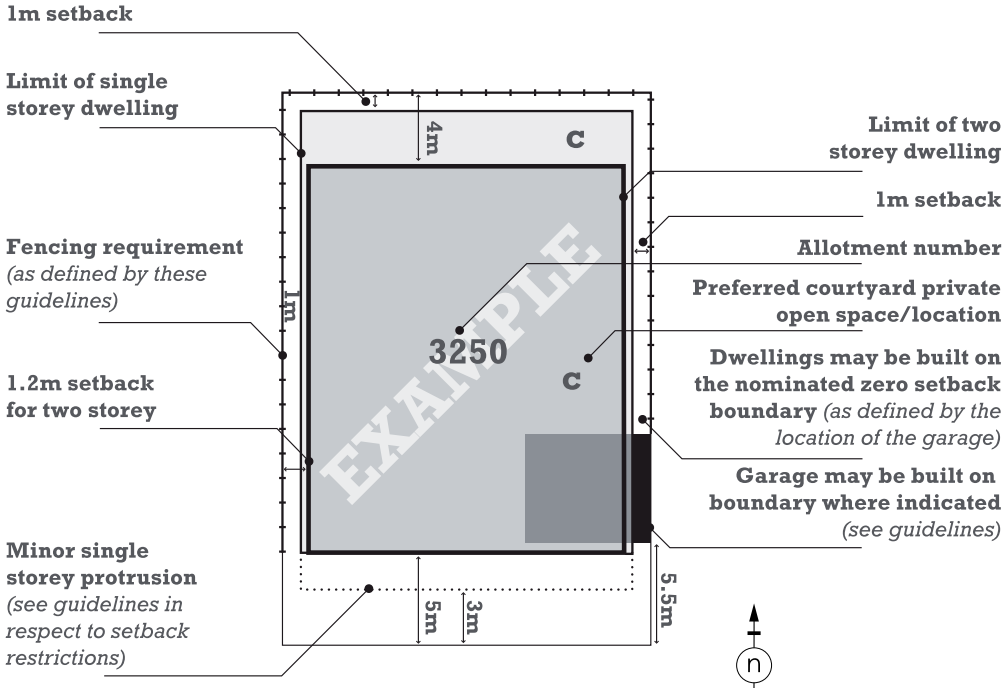 1m setback
Limit of single
storey dwelling
Fencing requirement
(as defined by these
guidelines)
1.2m setback
for two storey
Minor single
storey protrusion
(see guidelines in
respect to setback
restrictions)
4m
C
1m
EXAMPLE
3250
C
5m
3m
5.5m
Limit of two
storey dwelling
1m setback
Allotment number
Preferred courtyard private
open space/location
Dwellings may be built on
the nominated zero setback
boundary (as defined by the
location of the garage)
Garage may be built on
boundary where indicated
(see guidelines)
n